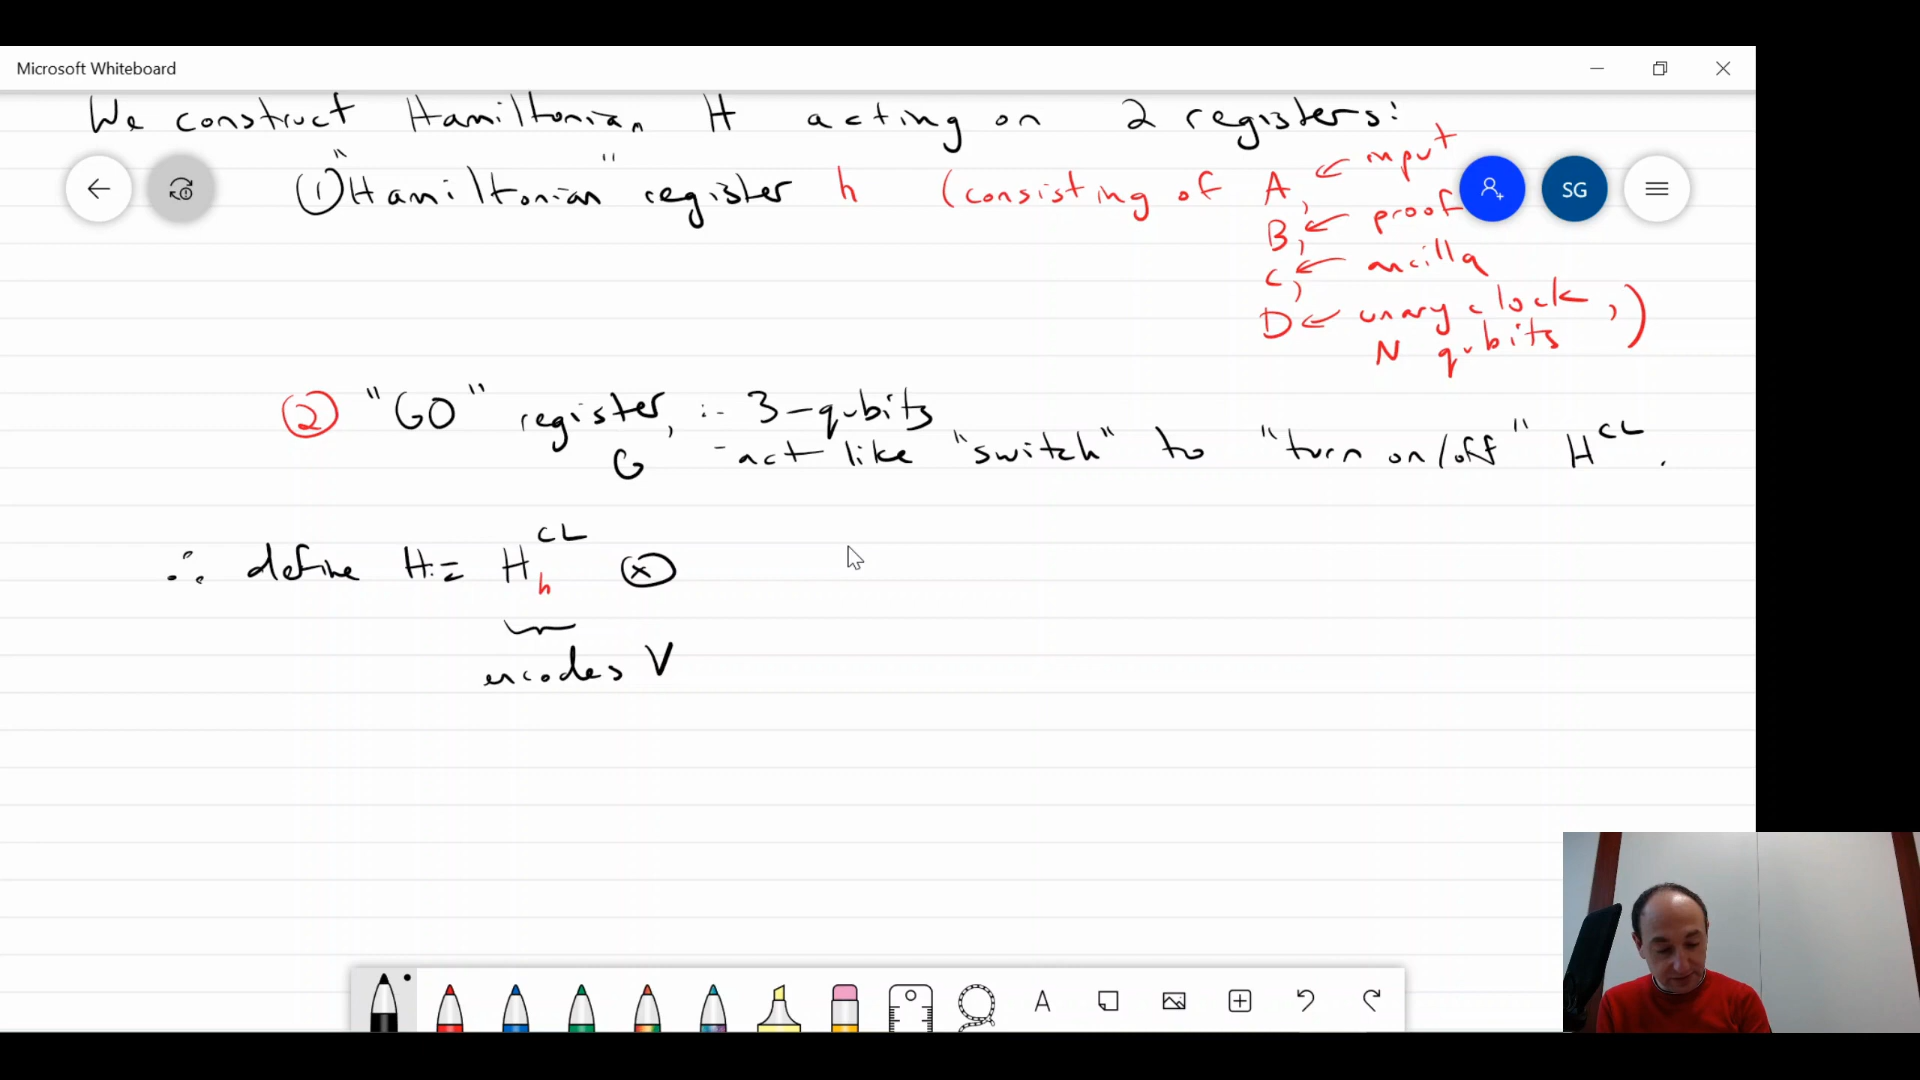 Microsoft Whiteboard
We construct Hamiltonian H acting on 2 registers:
① "Hamiltonian" register h (consisting of A, ← input
B, ← proof
C, ← ancilla
D ← unary clock, )
N qubits
SG
② "GO" register, :- 3-qubits
G - act like "switch" to "turn on/off" H^CL.
∴ define H := H_h^CL ⊗
encodes V
A